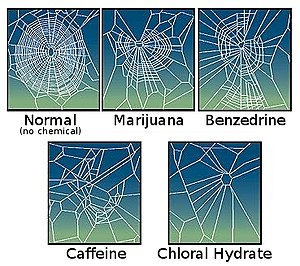 Normal
(no chemical)
Marijuana
Benzedrine
Caffeine
Chloral Hydrate